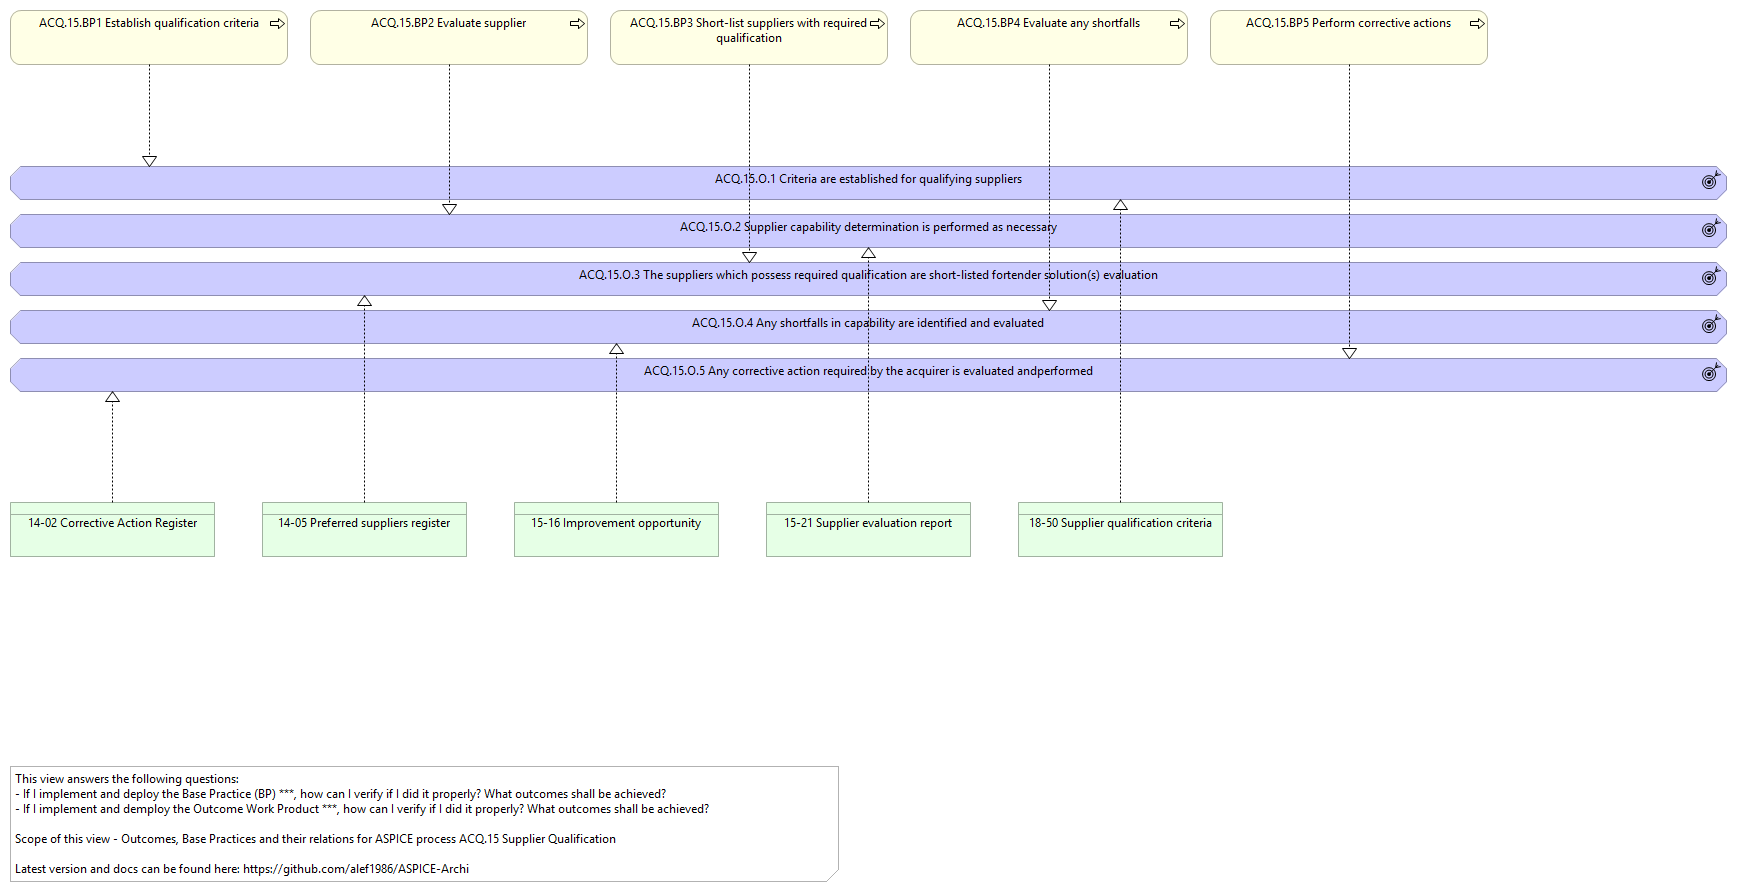 ACQ.15.BP1 Establish qualification criteria
ACQ.15.BP2 Evaluate supplier
ACQ.15.BP3 Short-list suppliers with required
qualification
ACQ.15.BP4 Evaluate any shortfalls
ACQ.15.BP5 Perform corrective actions
ACQ.15.O.1 Criteria are established for qualifying suppliers
ACQ.15.O.2 Supplier capability determination is performed as necessary
ACQ.15.O.3 The suppliers which possess required qualification are short-listed fortender solution(s) evaluation
ACQ.15.O.4 Any shortfalls in capability are identified and evaluated
ACQ.15.O.5 Any corrective action required by the acquirer is evaluated andperformed
14-02 Corrective Action Register
14-05 Preferred suppliers register
15-16 Improvement opportunity
15-21 Supplier evaluation report
18-50 Supplier qualification criteria
This view answers the following questions:
- If I implement and deploy the Base Practice (BP) ***, how can I verify if I did it properly? What outcomes shall be achieved?
- If I implement and demploy the Outcome Work Product ***, how can I verify if I did it properly? What outcomes shall be achieved?
Scope of this view - Outcomes, Base Practices and their relations for ASPICE process ACQ.15 Supplier Qualification
Latest version and docs can be found here: https://github.com/alef1986/ASPICE-Archi